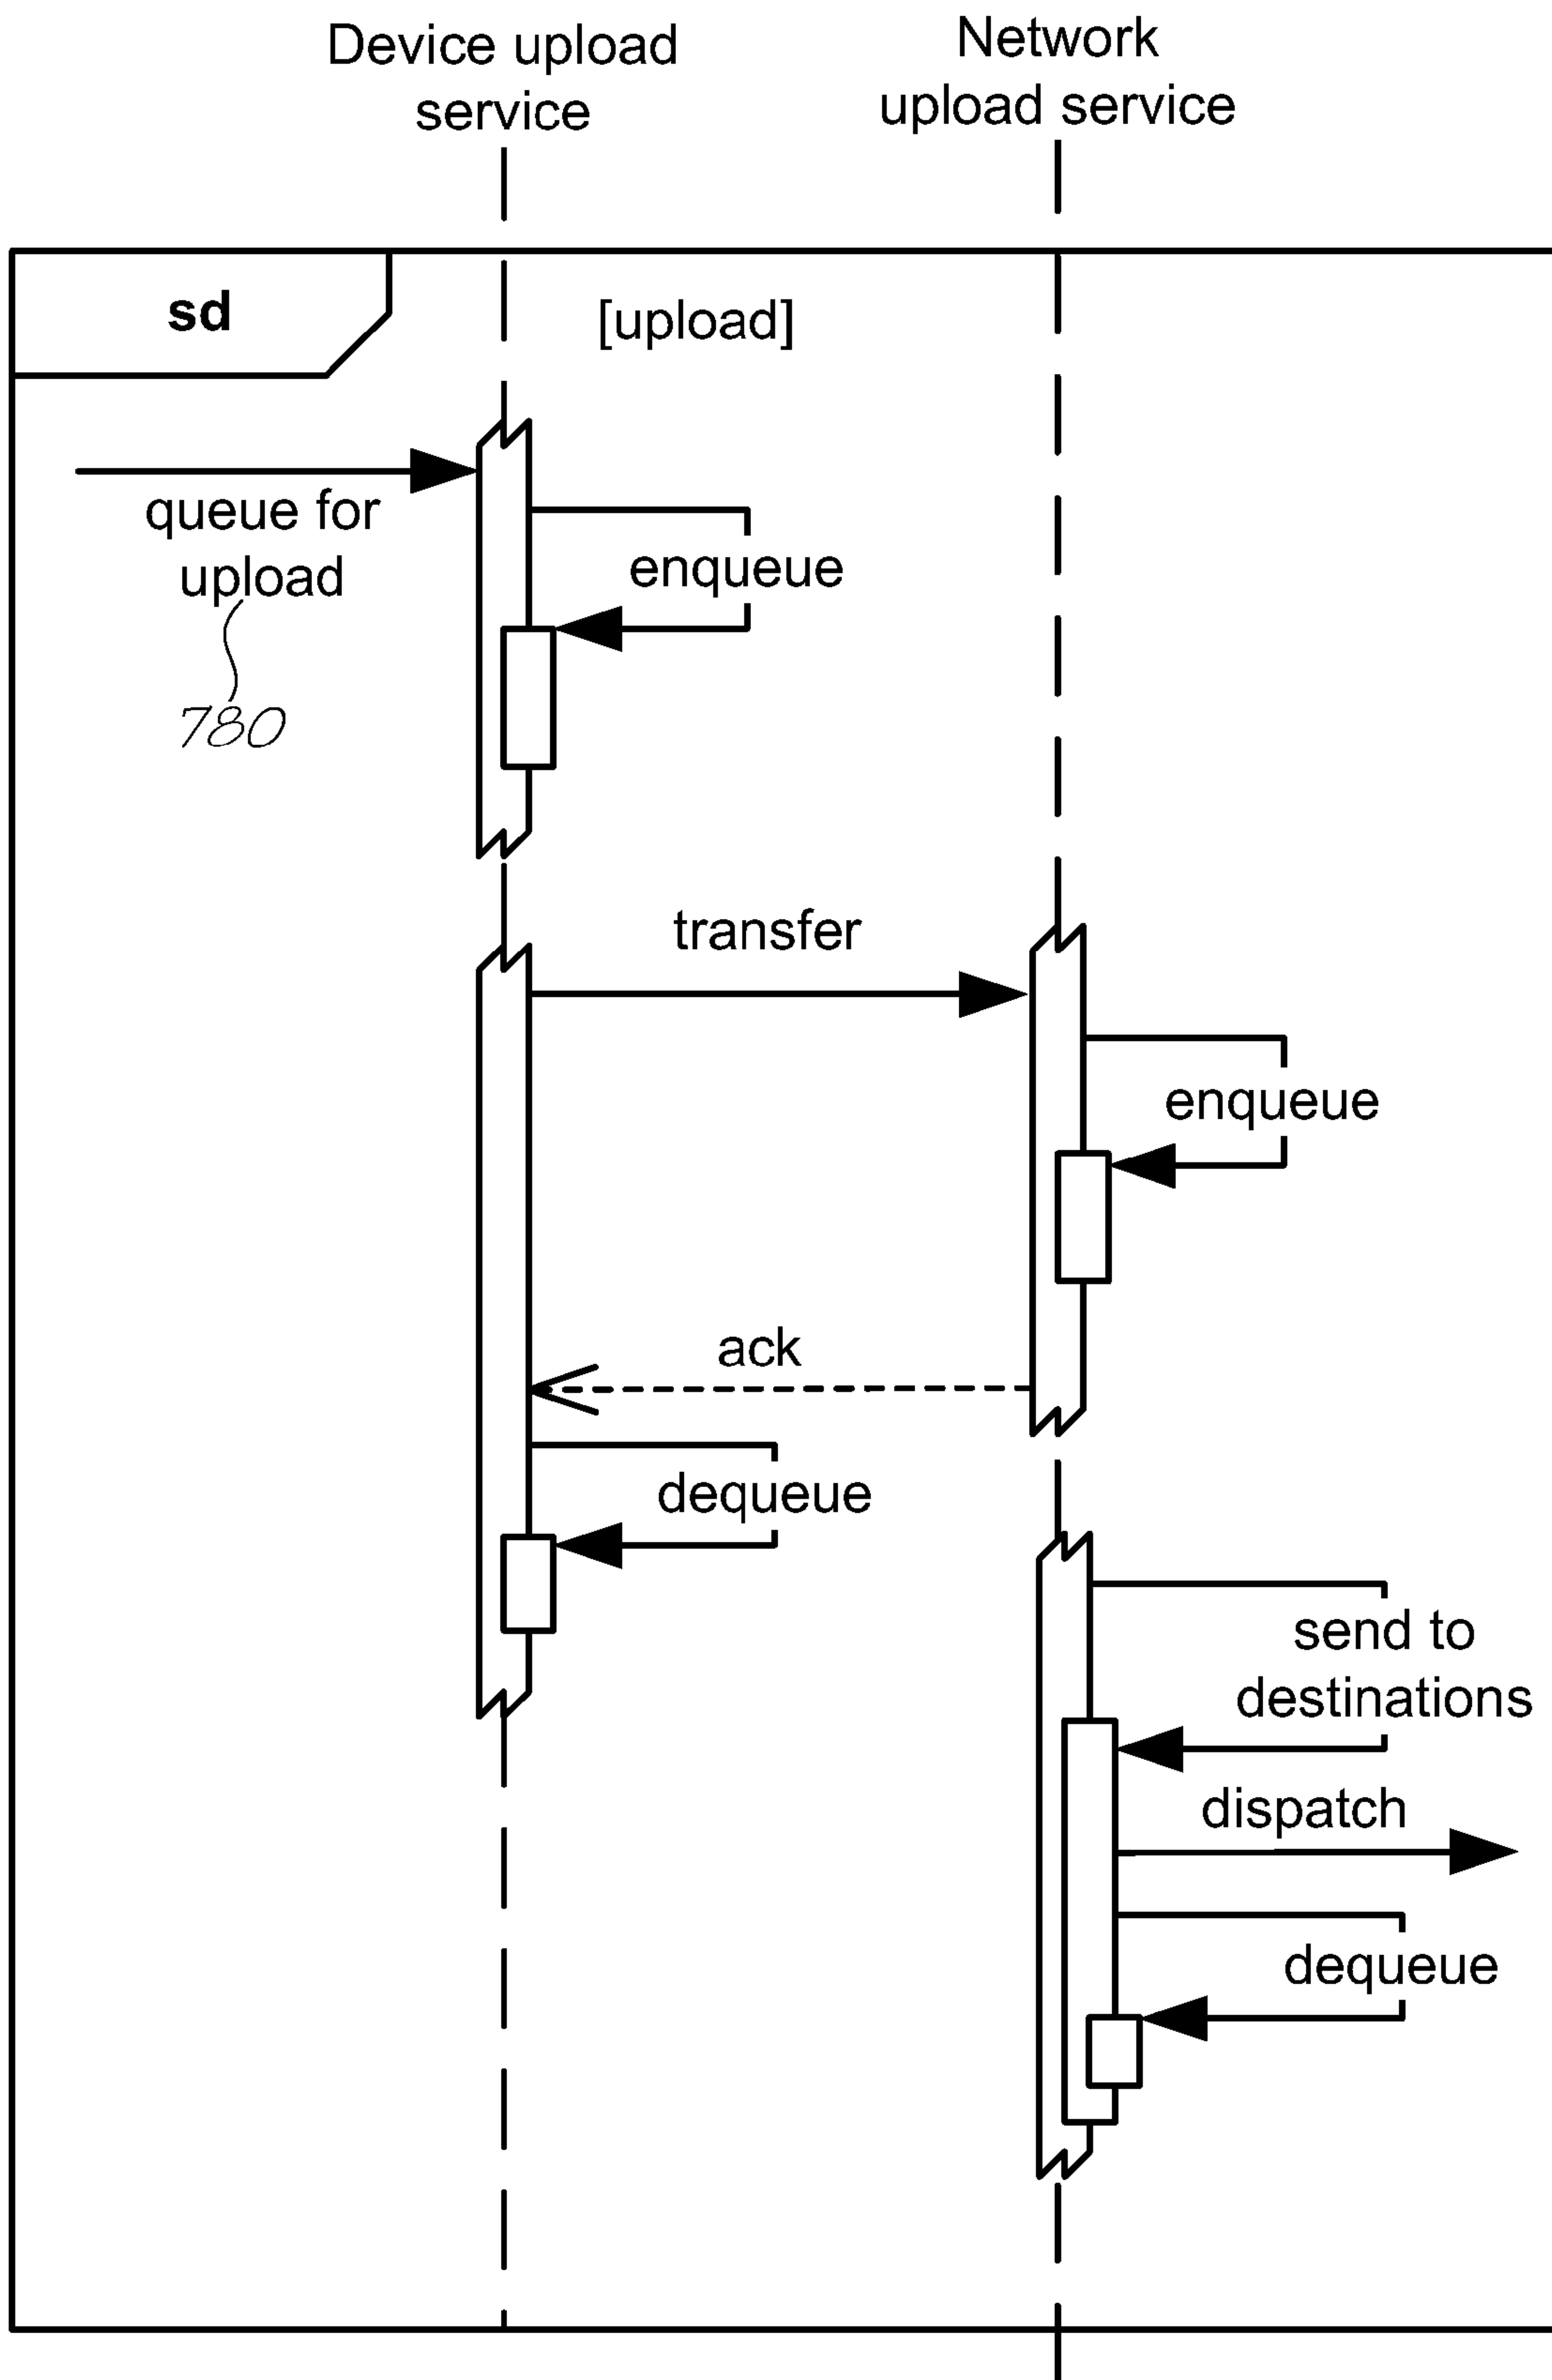 Device upload
service
Network
upload service
sd
[upload]
queue for
upload
780
enqueue
transfer
enqueue
ack
dequeue
send to
destinations
dispatch
dequeue